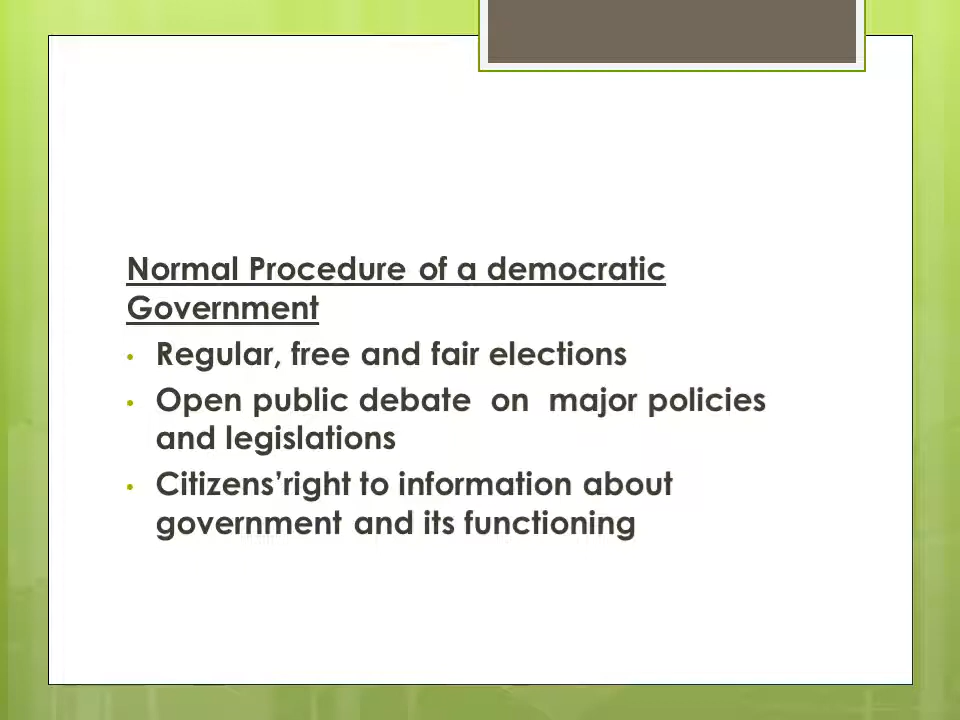 Normal Procedure of a democratic
Government
• Regular, free and fair elections
• Open public debate  on  major policies
and legislations
• Citizens’right to information about
government and its functioning